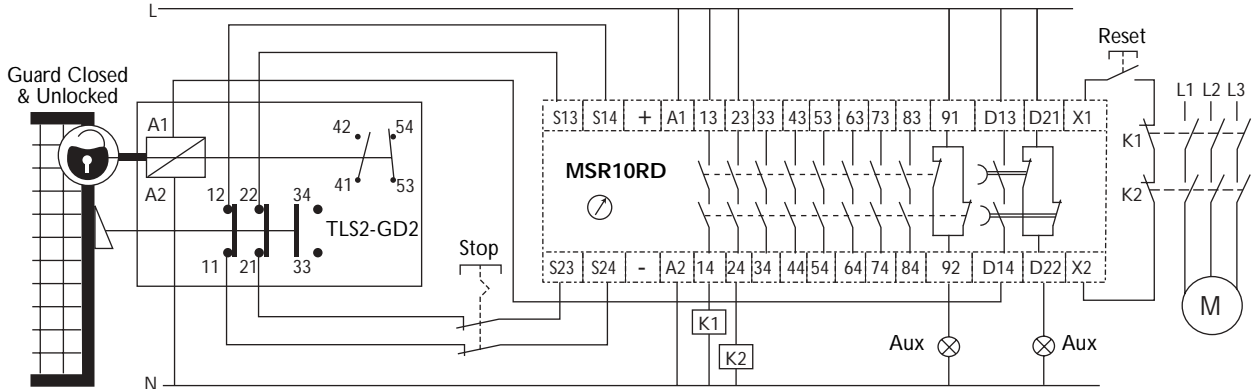 L
Reset
Guard Closed
& Unlocked
L1 L2 L3
A1
42 54
S13 S14 + A1 13 23 33 43 53 63 73 83 91 D13 D21 X1
K1
MSR10RD
A2
41 53
12 22 34
K2
TLS2-GD2
Stop
11 21 33
S23 S24 - A2 14 24 34 44 54 64 74 84 92 D14 D22 X2
M
K1
K2
Aux
Aux
N